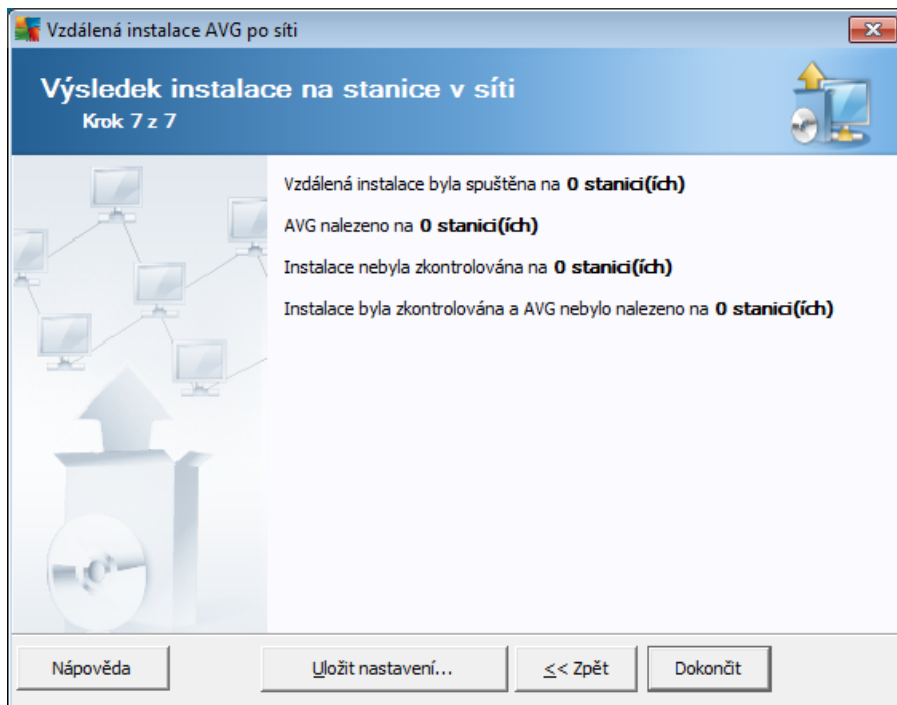 Vzdálená instalace AVG po síti
Výsledek instalace na stanice v síti
Krok 7 z 7
Vzdálená instalace byla spuštěna na 0 stanici(ích)
AVG nalezeno na 0 stanici(ích)
Instalace nebyla zkontrolována na 0 stanici(ích)
Instalace byla zkontrolována a AVG nebylo nalezeno na 0 stanici(ích)
Nápověda
Uložit nastavení...
<< Zpět
Dokončit